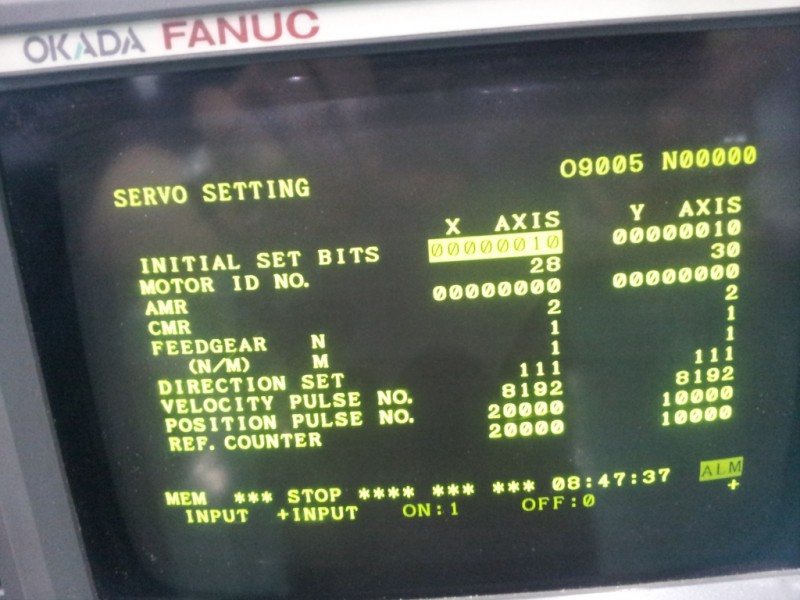 OKADA FANUC
SERVO SETTING O9005 N00000
X AXIS Y AXIS
INITIAL SET BITS 00000010 00000010
MOTOR ID NO. 28 30
AMR 00000000 00000000
CMR 2 2
FEEDGEAR N 1 1
(N/M) M 1 1
DIRECTION SET 111 111
VELOCITY PULSE NO. 8192 8192
POSITION PULSE NO. 20000 10000
REF. COUNTER 20000 10000
MEM *** STOP **** *** *** 08:47:37 ALM
INPUT +INPUT ON:1 OFF:0 +